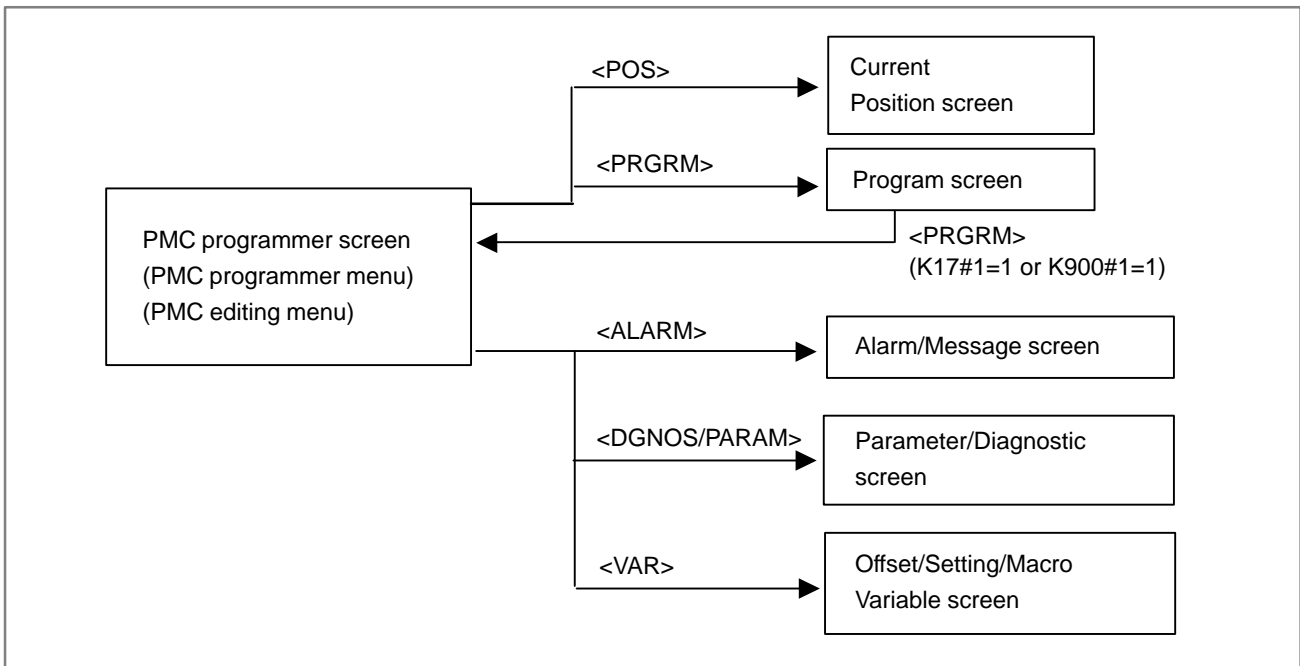 <POS>
Current
Position screen
<PRGRM>
Program screen
PMC programmer screen
(PMC programmer menu)
(PMC editing menu)
<PRGRM>
(K17#1=1 or K900#1=1)
<ALARM>
Alarm/Message screen
<DGNOS/PARAM>
Parameter/Diagnostic
screen
<VAR>
Offset/Setting/Macro
Variable screen